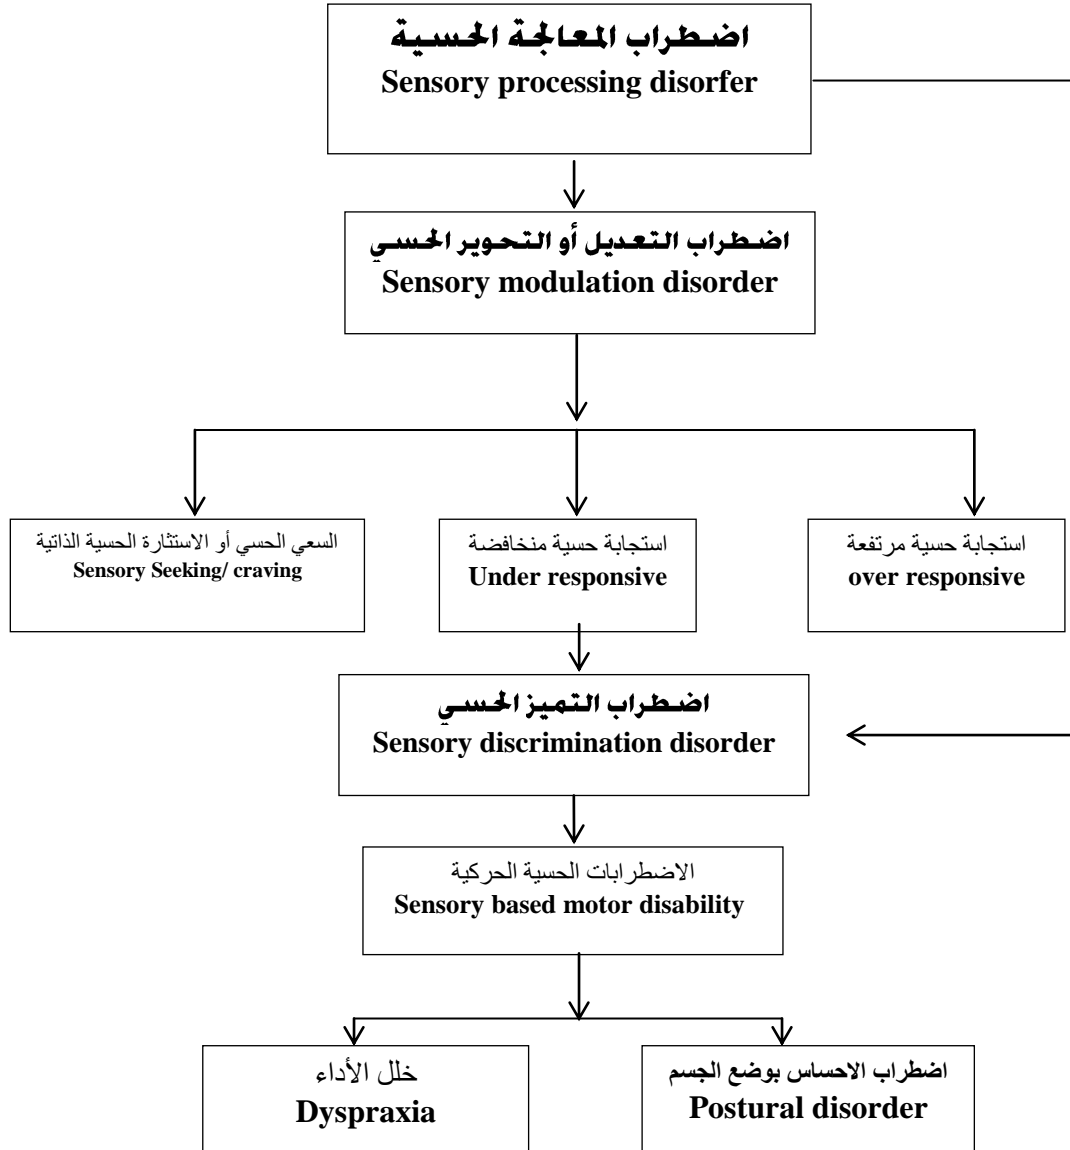 اضطراب المعالجة الحسية
Sensory processing disorfer
اضطراب التعديل أو التحوير الحسي
Sensory modulation disorder
السعي الحسي أو الاستثارة الحسية الذاتية
Sensory Seeking/ craving
استجابة حسية منخافضة
Under responsive
استجابة حسية مرتفعة
over responsive
اضطراب التميز الحسي
Sensory discrimination disorder
الاضطرابات الحسية الحركية
Sensory based motor disability
خلل الأداء
Dyspraxia
اضطراب الاحساس بوضع الجسم
Postural disorder